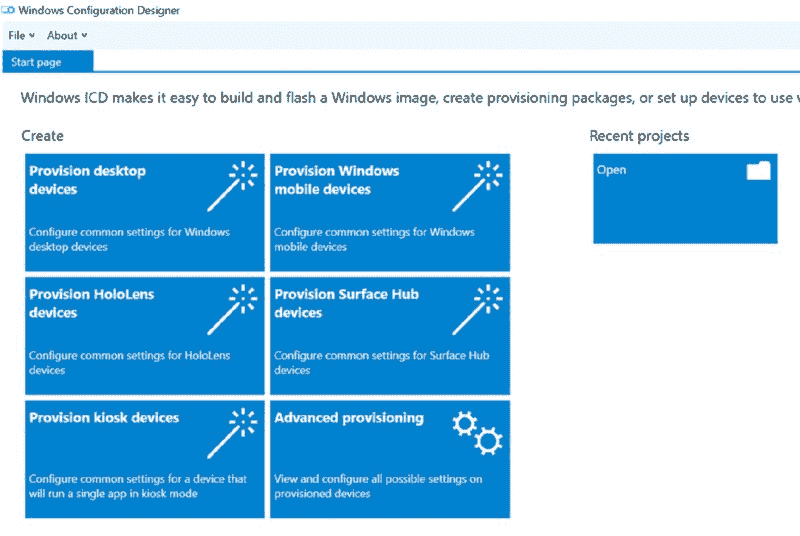 Windows Configuration Designer
File About
Start page
Windows ICD makes it easy to build and flash a Windows image, create provisioning packages, or set up devices to use
Create
Recent projects
Provision desktop
devices
Configure common settings for Windows
desktop devices
Provision Windows
mobile devices
Configure common settings for Windows
mobile devices
Open
Provision HoloLens
devices
Configure common settings for HoloLens
devices
Provision Surface Hub
devices
Configure common settings for Surface Hub
devices
Provision kiosk devices
Configure common settings for a device that
will run a single app in kiosk mode
Advanced provisioning
View and configure all possible settings on
provisioned devices